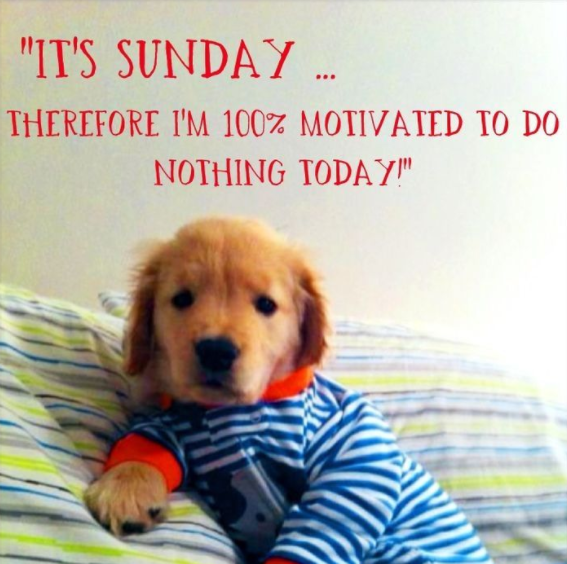 "IT'S SUNDAY ...
THEREFORE I'M 100% MOTIVATED TO DO
NOTHING TODAY!"